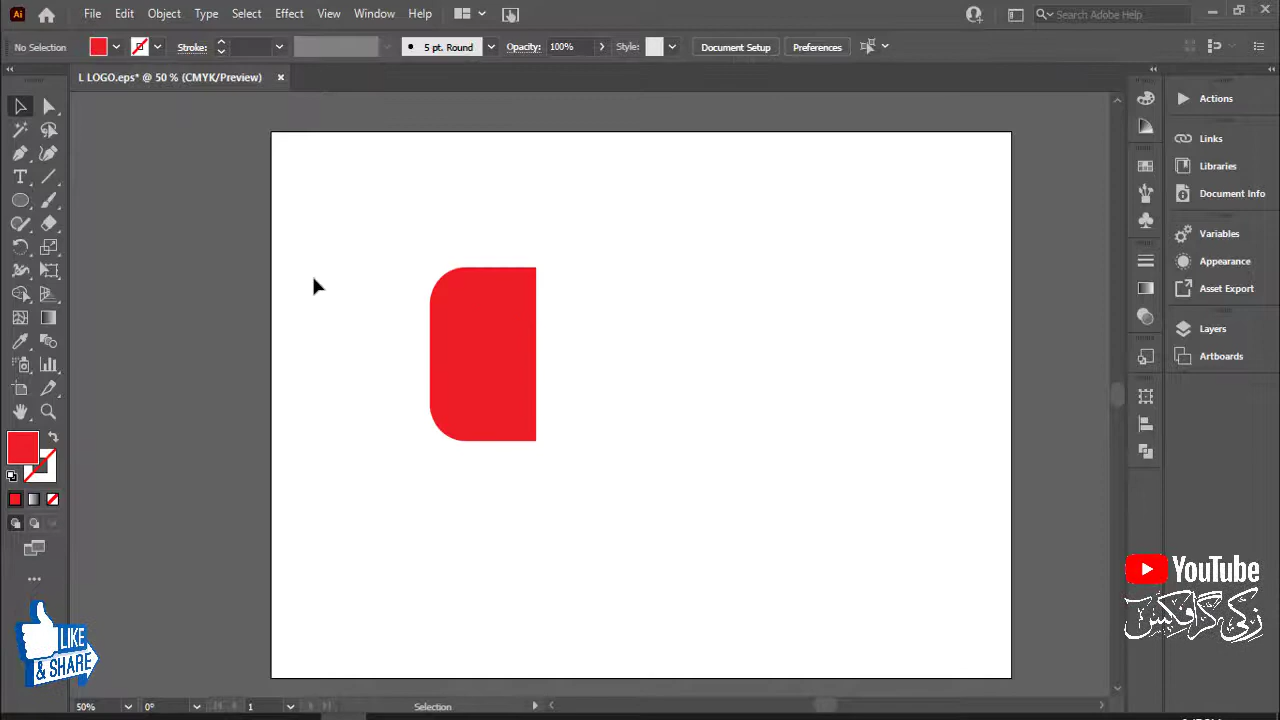 Ai File Edit Object Type Select Effect View Window Help Search Adobe Help
No Selection Stroke: 5 pt. Round Opacity: 100% Style: Document Setup Preferences
L LOGO.eps* @ 50 % (CMYK/Preview)
Actions
Links
Libraries
Document Info
Variables
Appearance
Asset Export
Layers
Artboards
YouTube
زکی گرافکس
LIKE
& SHARE
50% 0° 1 Selection